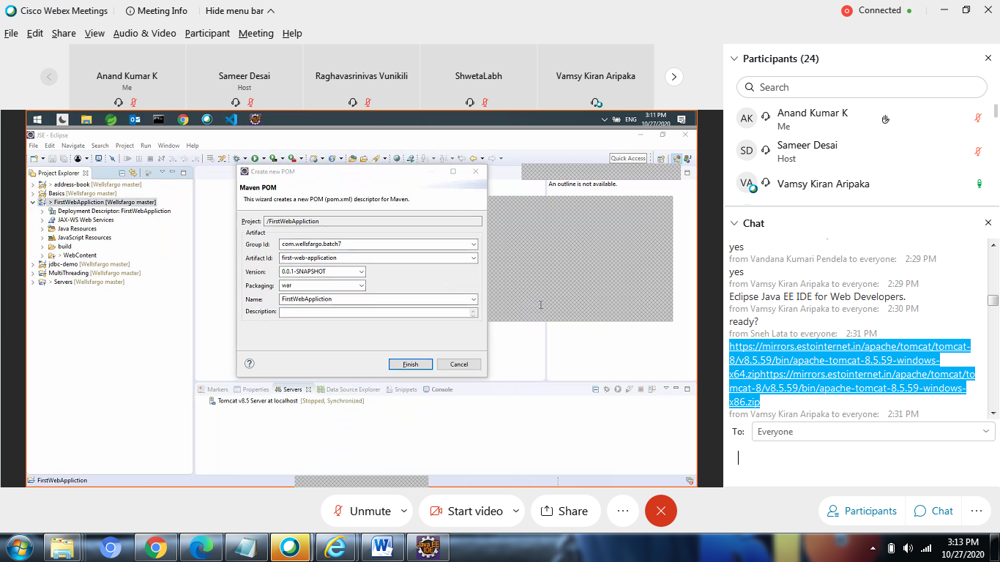 Cisco Webex Meetings
Meeting Info
Hide menu bar
Connected
File Edit Share View Audio & Video Participant Meeting Help
Anand Kumar K
Me
Sameer Desai
Host
Raghavasrinivas Vunikili
ShwetaLabh
Vamsy Kiran Aripaka
3:11 PM
ENG
10/27/2020
JSE - Eclipse
File Edit Navigate Search Project Run Window Help
Quick Access
Project Explorer
> address-book [Wellsfargo master]
Basics [Wellsfargo master]
> FirstWebAppliction [Wellsfargo master]
Deployment Descriptor: FirstWebAppliction
JAX-WS Web Services
Java Resources
JavaScript Resources
build
> WebContent
jdbc-demo [Wellsfargo master]
MultiThreading [Wellsfargo master]
> Servers [Wellsfargo master]
Create new POM
Maven POM
This wizard creates a new POM (pom.xml) descriptor for Maven.
Project: /FirstWebAppliction
Artifact
Group Id: com.wellsfargo.batch7
Artifact Id: first-web-application
Version: 0.0.1-SNAPSHOT
Packaging: war
Name: FirstWebAppliction
Description:
Finish Cancel
An outline is not available.
Markers Properties Servers Data Source Explorer Snippets Console
Tomcat v8.5 Server at localhost [Stopped, Synchronized]
FirstWebAppliction
Participants (24)
Search
AK Anand Kumar K
Me
SD Sameer Desai
Host
VA Vamsy Kiran Aripaka
Chat
yes
from Vandana Kumari Pendela to everyone: 2:29 PM
yes
from Vamsy Kiran Aripaka to everyone: 2:29 PM
Eclipse Java EE IDE for Web Developers.
from Vamsy Kiran Aripaka to everyone: 2:30 PM
ready?
from Sneh Lata to everyone: 2:31 PM
https://mirrors.estointernet.in/apache/tomcat/tomcat-
8/v8.5.59/bin/apache-tomcat-8.5.59-windows-
x64.ziphttps://mirrors.estointernet.in/apache/tomcat/to
mcat-8/v8.5.59/bin/apache-tomcat-8.5.59-windows-
x86.zip
from Vamsy Kiran Aripaka to everyone: 2:31 PM
To: Everyone
Unmute
Start video
Share
Participants
Chat
Java EE
IDE
3:13 PM
10/27/2020